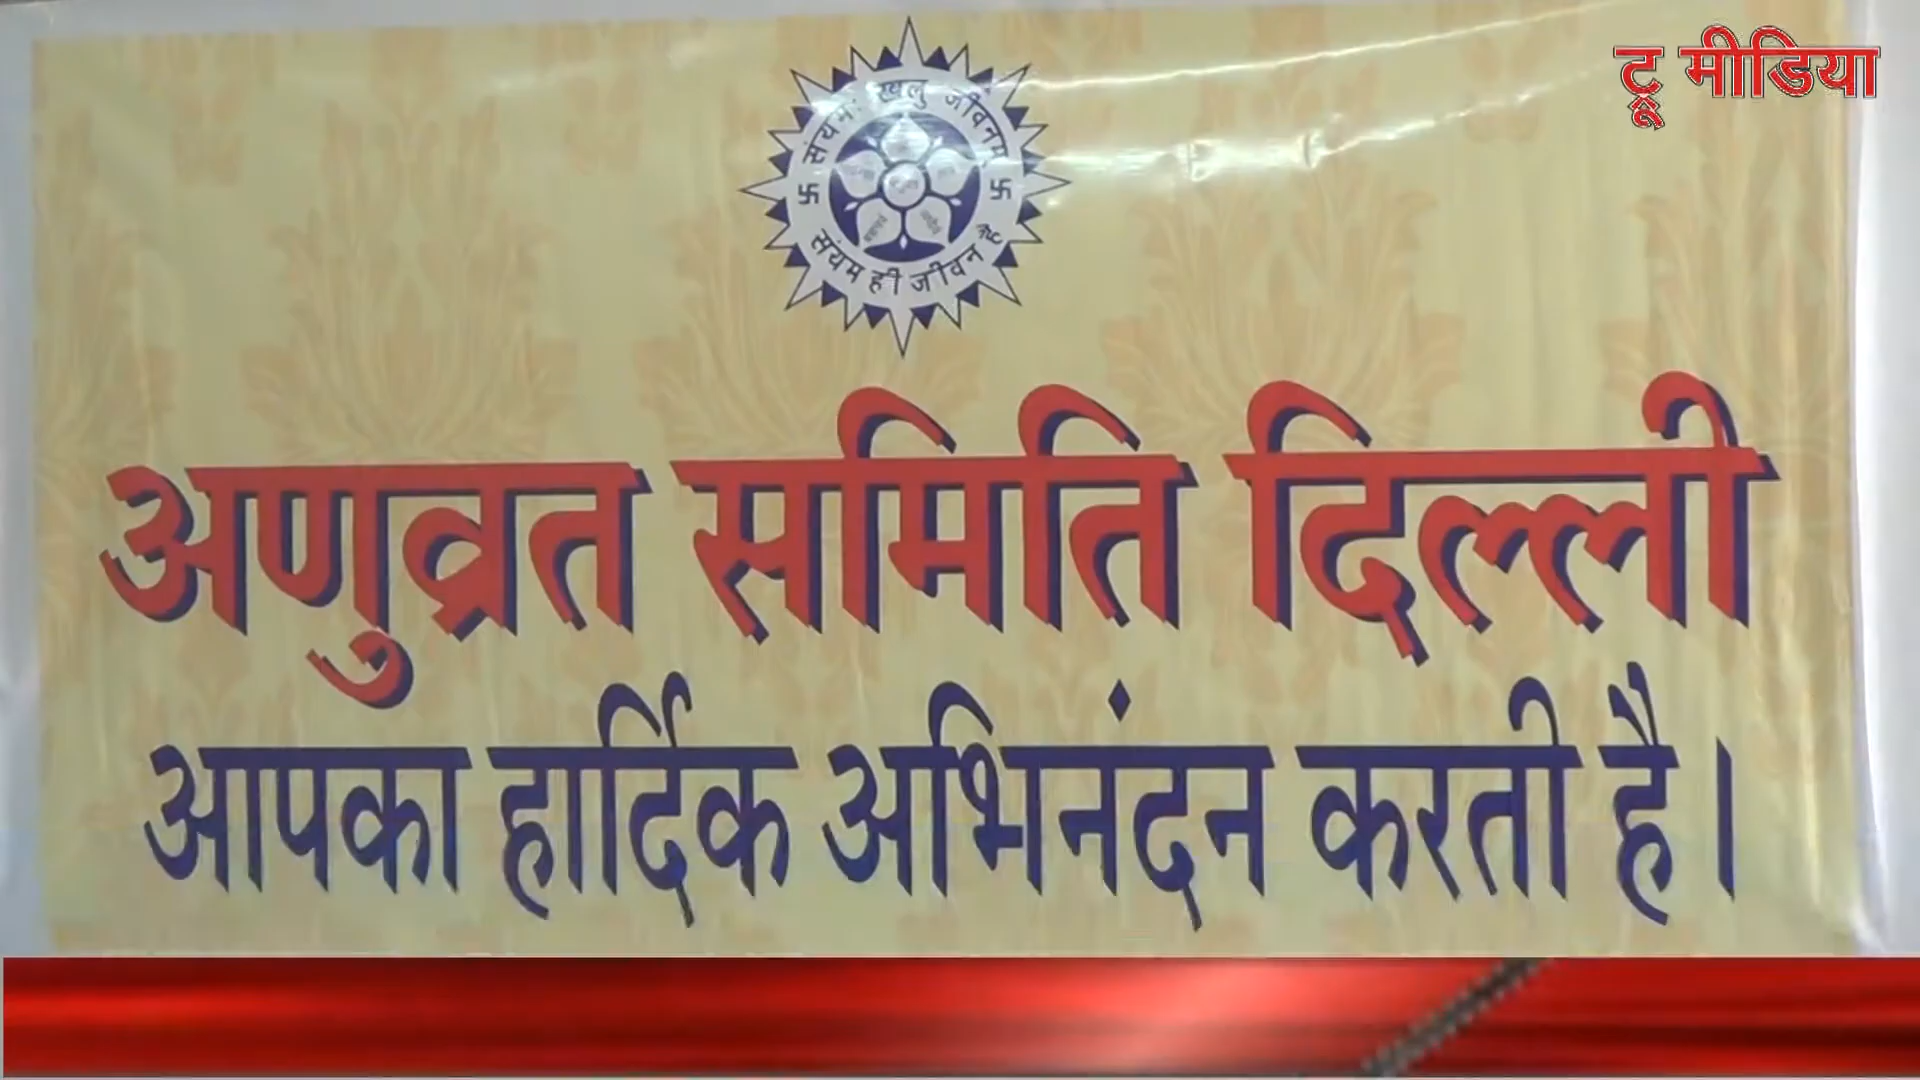 ट्रू मीडिया
संयमः खलु जीवनम्
संयम ही जीवन है
अणुव्रत समिति दिल्ली
आपका हार्दिक अभिनंदन करती है।